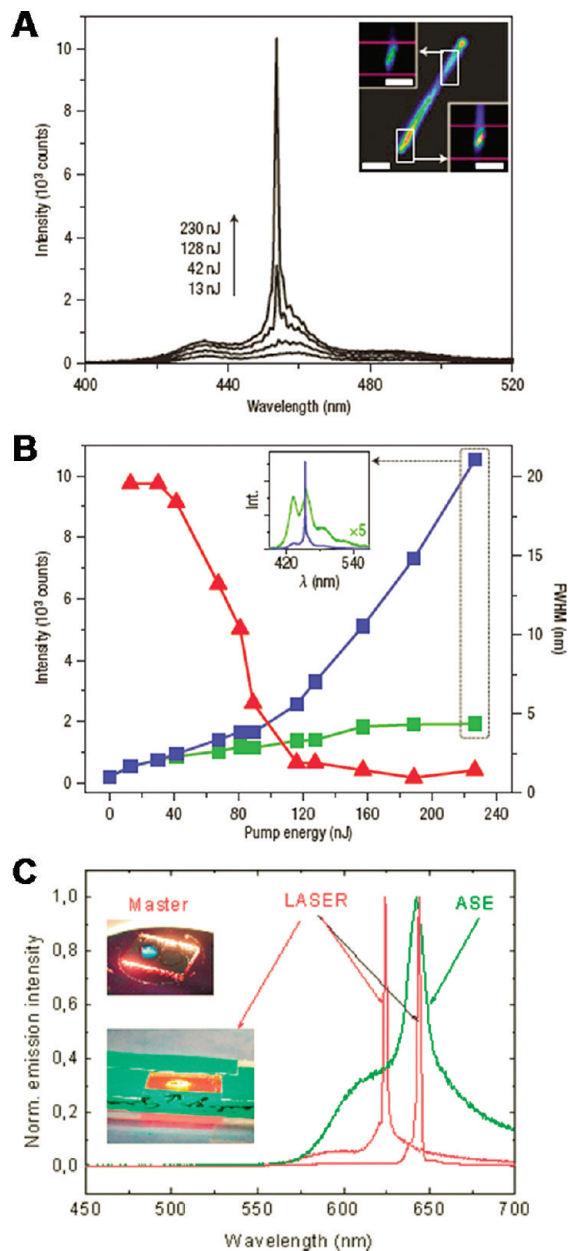 A
10
8
6
4
2
0
Intensity (10³ counts)
230 nJ
128 nJ
42 nJ
13 nJ
400
440
480
520
Wavelength (nm)
B
10
8
6
4
2
0
Intensity (10³ counts)
Int.
×5
420
540
λ (nm)
20
15
10
5
0
FWHM (nm)
0
40
80
120
160
200
240
Pump energy (nJ)
C
1,0
0,8
0,6
0,4
0,2
0,0
Norm. emission intensity
Master
LASER
ASE
450
500
550
600
650
700
Wavelength (nm)